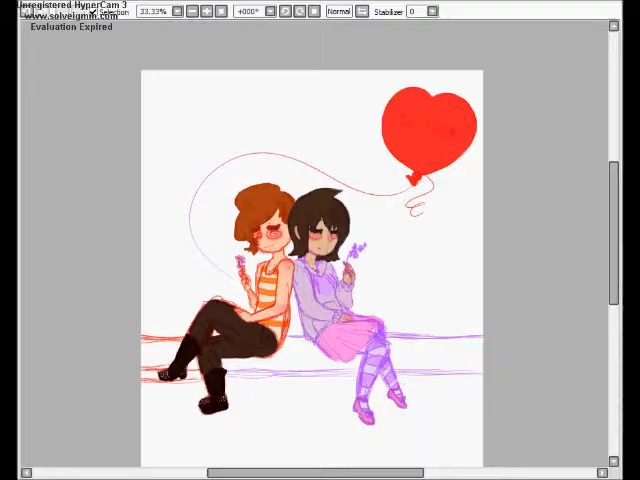 Unregistered HyperCam 3
www.solveigmm.com
Evaluation Expired
Selection 33.33% +000° Normal Stabilizer 0